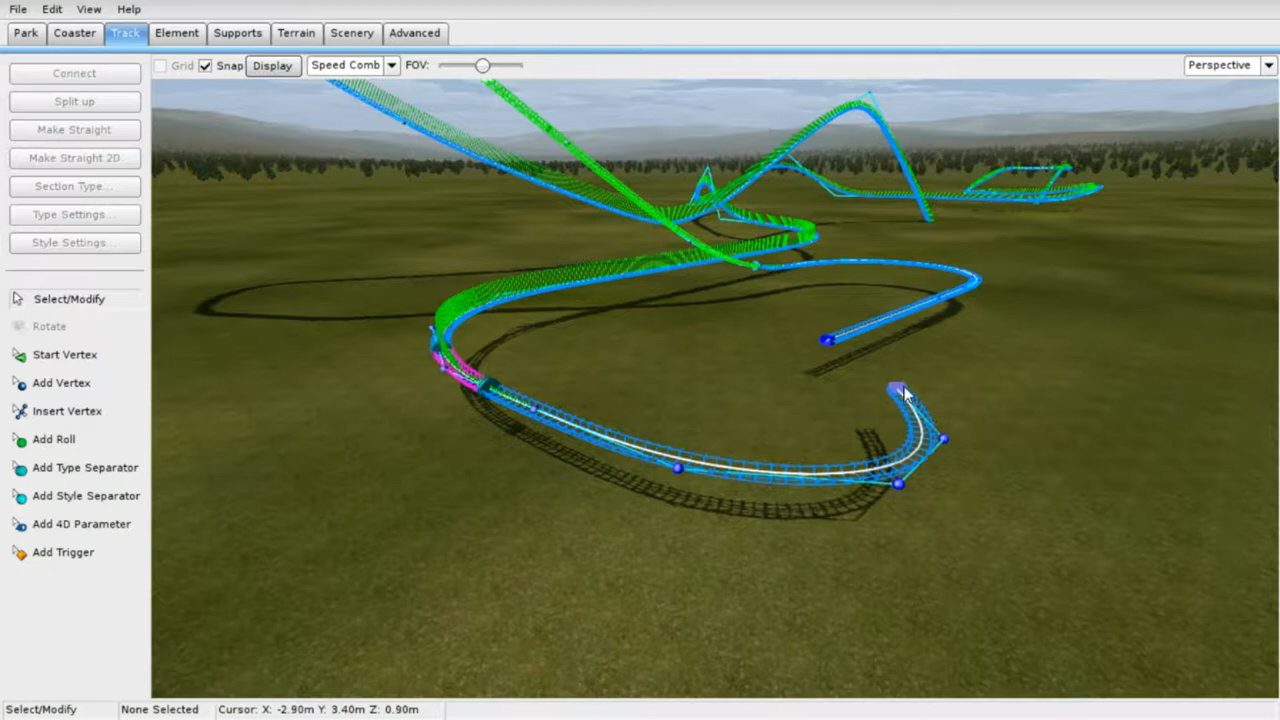 File Edit View Help
Park Coaster Track Element Supports Terrain Scenery Advanced
Connect
Grid Snap Display Speed Comb FOV: Perspective
Split up
Make Straight
Make Straight 2D
Section Type...
Type Settings...
Style Settings...
Select/Modify
Rotate
Start Vertex
Add Vertex
Insert Vertex
Add Roll
Add Type Separator
Add Style Separator
Add 4D Parameter
Add Trigger
Select/Modify None Selected Cursor: X: -2.90m Y: 3.40m Z: 0.90m